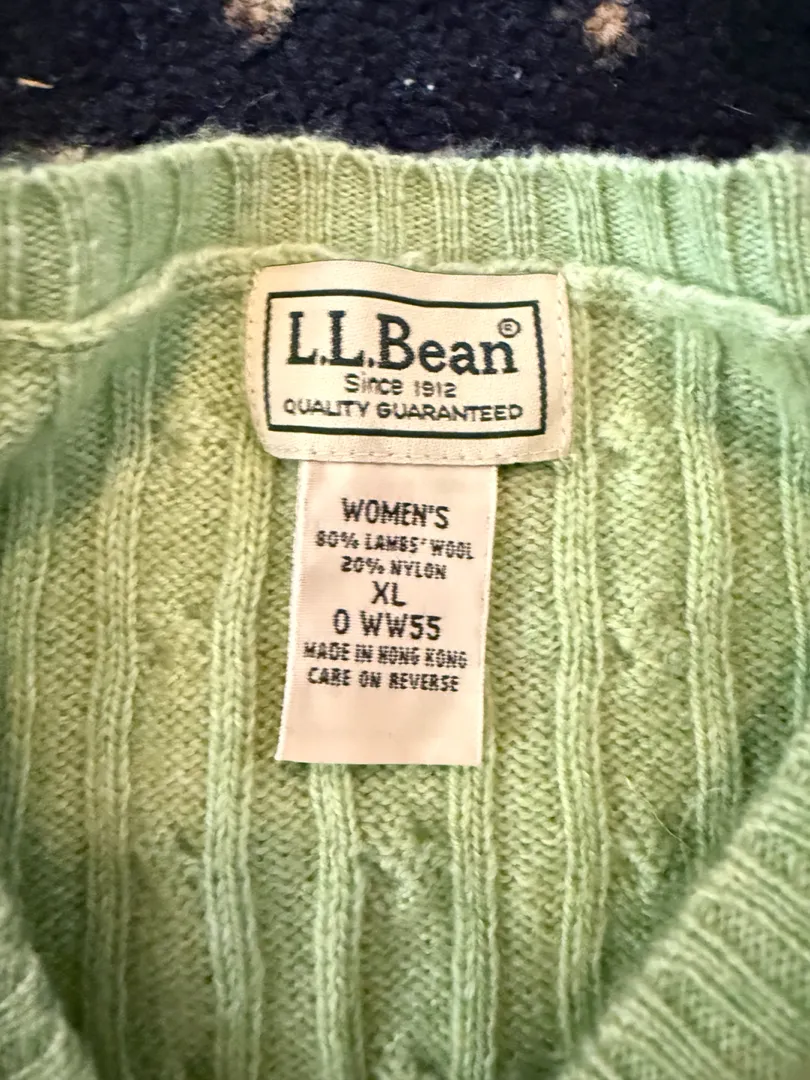 L.L.Bean®
Since 1912
QUALITY GUARANTEED
WOMEN'S
80% LAMBS' WOOL
20% NYLON
XL
0 WW55
MADE IN HONG KONG
CARE ON REVERSE